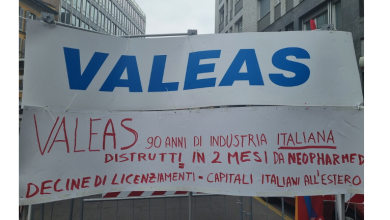 VALEAS
VALEAS 90 ANNI DI INDUSTRIA ITALIANA
DISTRUTTI IN 2 MESI DA NEOPHARMED
= DECINE DI LICENZIAMENTI = CAPITALI ITALIANI ALL'ESTERO